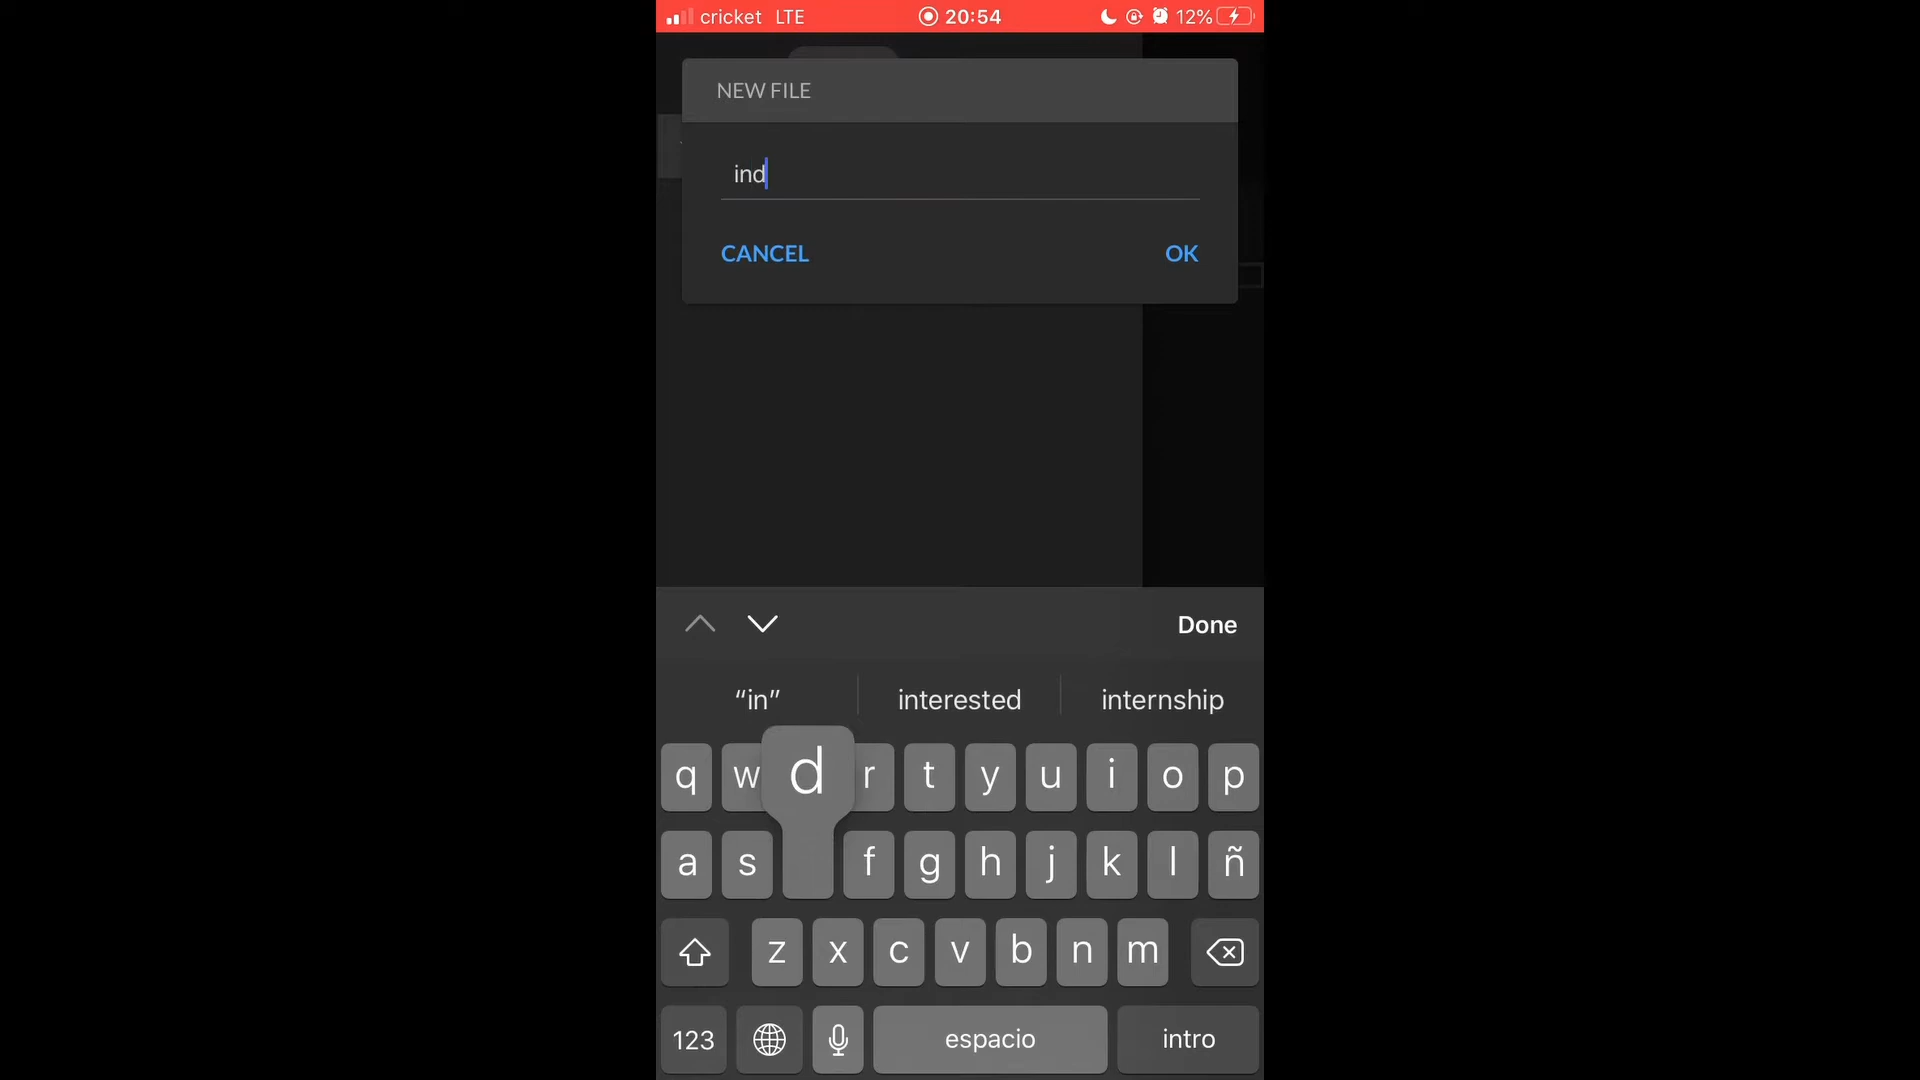 cricket LTE 20:54 12%
NEW FILE
ind
CANCEL OK
Done
“in” interested internship
q w d r t y u i o p
a s f g h j k l ñ
z x c v b n m
123 espacio intro